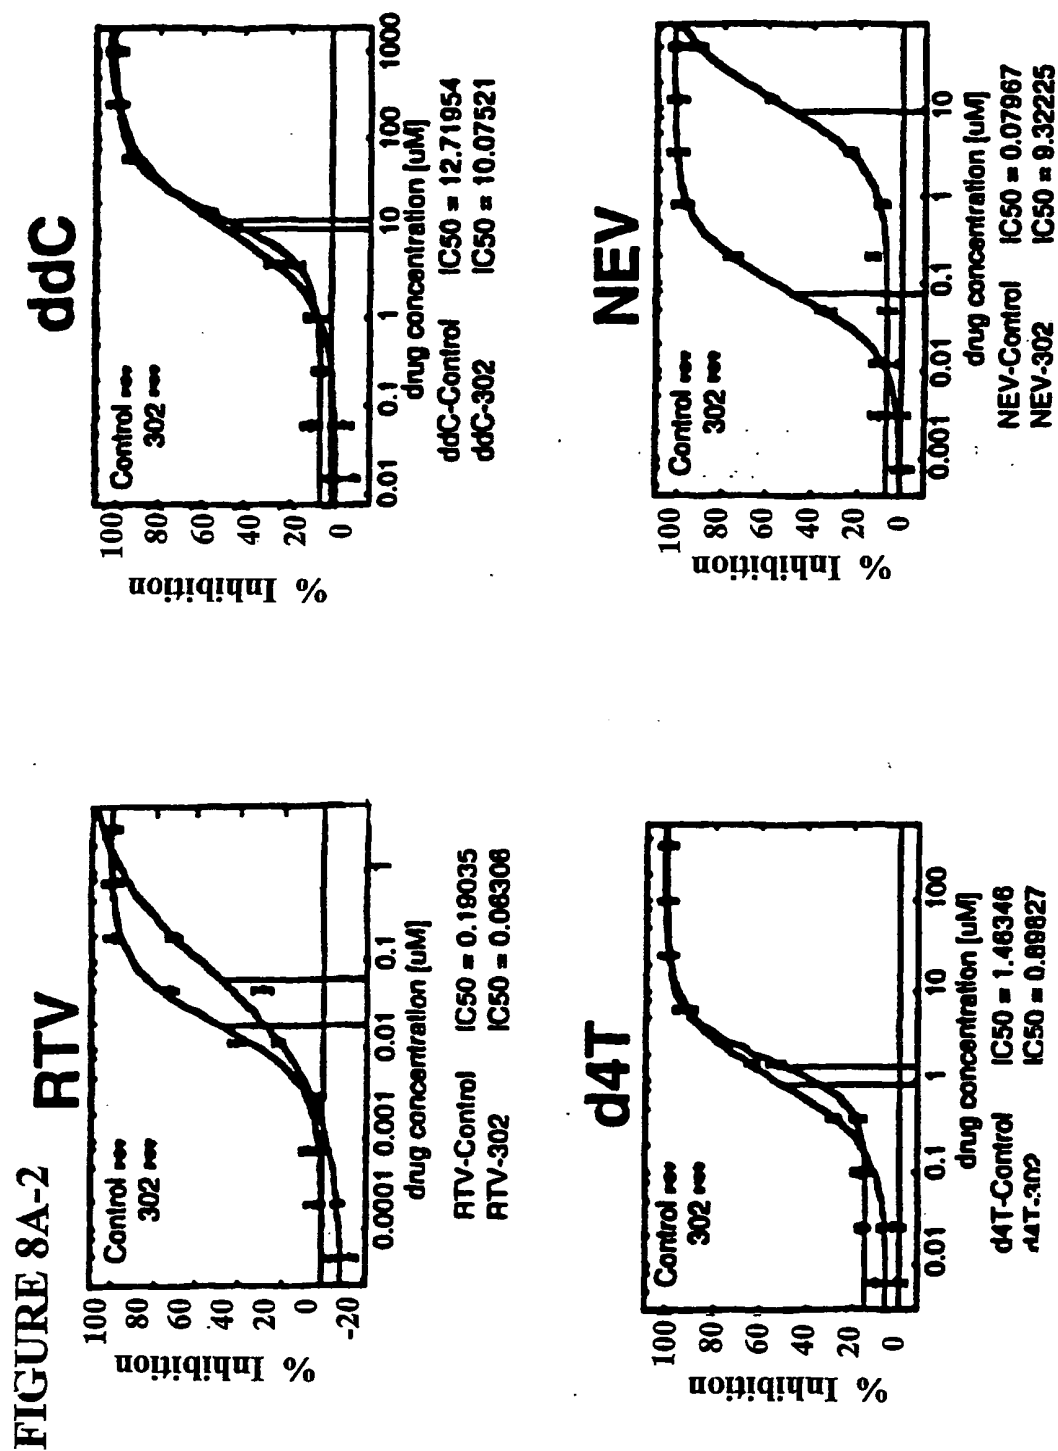 FIGURE 8A-2
RTV
% Inhibition
100
80
60
40
20
0
-20
Control
302
0.0001 0.001 0.01 0.1 1
drug concentration [uM]
RTV-Control IC50 = 0.19035
RTV-302 IC50 = 0.06306
ddC
% Inhibition
100
80
60
40
20
0
Control
302
0.01 0.1 1 10 100 1000
drug concentration [uM]
ddC-Control IC50 = 12.71954
ddC-302 IC50 = 10.07521
d4T
% Inhibition
100
80
60
40
20
0
Control
302
0.01 0.1 1 10 100
drug concentration [uM]
d4T-Control IC50 = 1.46346
d4T-302 IC50 = 0.89827
NEV
% Inhibition
100
80
60
40
20
0
Control
302
0.001 0.01 0.1 1 10
drug concentration [uM]
NEV-Control IC50 = 0.07967
NEV-302 IC50 = 9.32225